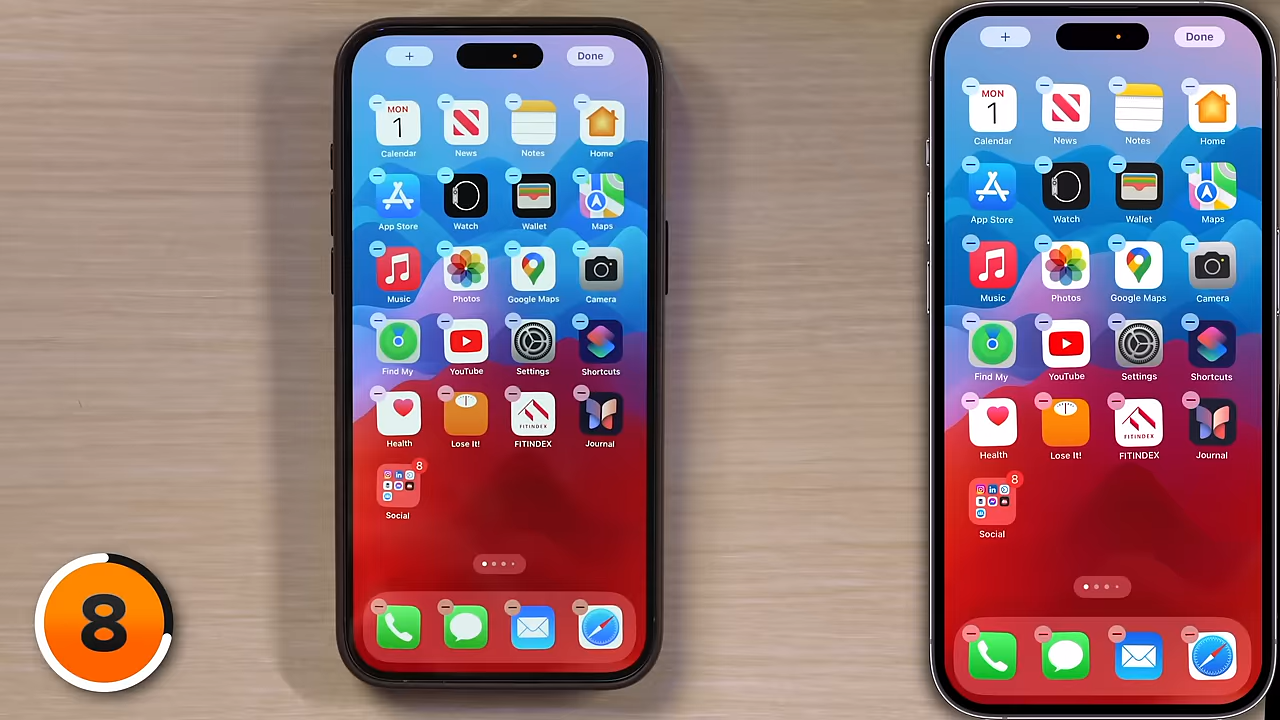 + Done
MON
1
Calendar News Notes Home
App Store Watch Wallet Maps
Music Photos Google Maps Camera
Find My YouTube Settings Shortcuts
FITINDEX
Health Lose It! FITINDEX Journal
8
Social
+ Done
MON
1
Calendar News Notes Home
App Store Watch Wallet Maps
Music Photos Google Maps Camera
Find My YouTube Settings Shortcuts
FITINDEX
Health Lose It! FITINDEX Journal
8
Social
8